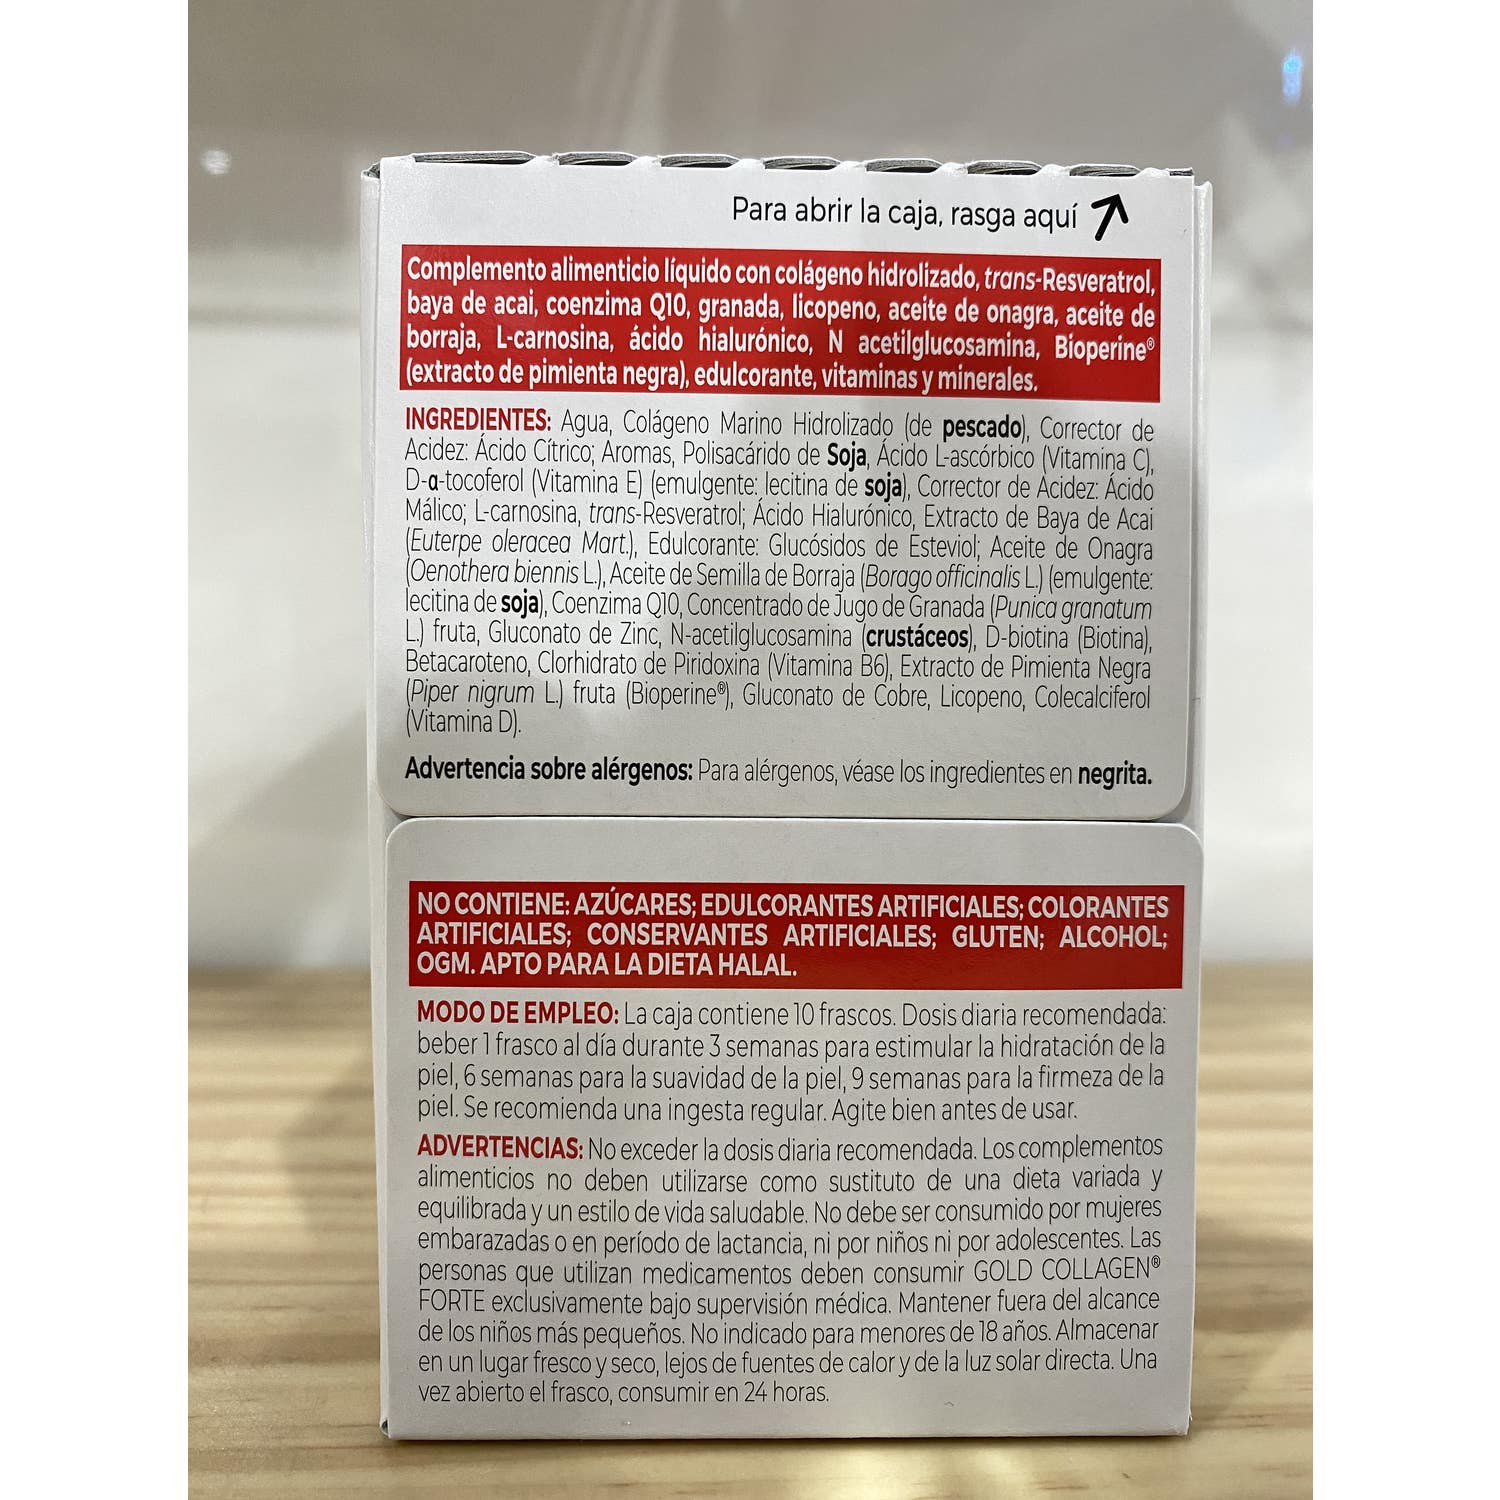 Para abrir la caja, rasga aquí
Complemento alimenticio líquido con colágeno hidrolizado, trans-Resveratrol,
baya de acai, coenzima Q10, granada, licopeno, aceite de onagra, aceite de
borraja, L-carnosina, ácido hialurónico, N acetilglucosamina, Bioperine®
(extracto de pimienta negra), edulcorante, vitaminas y minerales.
INGREDIENTES: Agua, Colágeno Marino Hidrolizado (de pescado), Corrector de
Acidez: Ácido Cítrico; Aromas, Polisacárido de Soja, Ácido L-ascórbico (Vitamina C),
D-α-tocoferol (Vitamina E) (emulgente: lecitina de soja), Corrector de Acidez: Ácido
Málico; L-carnosina, trans-Resveratrol; Ácido Hialurónico, Extracto de Baya de Acai
(Euterpe oleracea Mart.), Edulcorante: Glucósidos de Esteviol; Aceite de Onagra
(Oenothera biennis L.), Aceite de Semilla de Borraja (Borago officinalis L.) (emulgente:
lecitina de soja), Coenzima Q10, Concentrado de Jugo de Granada (Punica granatum
L.) fruta, Gluconato de Zinc, N-acetilglucosamina (crustáceos), D-biotina (Biotina),
Betacaroteno, Clorhidrato de Piridoxina (Vitamina B6), Extracto de Pimienta Negra
(Piper nigrum L.) fruta (Bioperine®), Gluconato de Cobre, Licopeno, Colecalciferol
(Vitamina D).
Advertencia sobre alérgenos: Para alérgenos, véase los ingredientes en negrita.
NO CONTIENE: AZÚCARES; EDULCORANTES ARTIFICIALES; COLORANTES
ARTIFICIALES; CONSERVANTES ARTIFICIALES; GLUTEN; ALCOHOL;
OGM. APTO PARA LA DIETA HALAL.
MODO DE EMPLEO: La caja contiene 10 frascos. Dosis diaria recomendada:
beber 1 frasco al día durante 3 semanas para estimular la hidratación de la
piel, 6 semanas para la suavidad de la piel, 9 semanas para la firmeza de la
piel. Se recomienda una ingesta regular. Agite bien antes de usar.
ADVERTENCIAS: No exceder la dosis diaria recomendada. Los complementos
alimenticios no deben utilizarse como sustituto de una dieta variada y
equilibrada y un estilo de vida saludable. No debe ser consumido por mujeres
embarazadas o en período de lactancia, ni por niños ni por adolescentes. Las
personas que utilizan medicamentos deben consumir GOLD COLLAGEN®
FORTE exclusivamente bajo supervisión médica. Mantener fuera del alcance
de los niños más pequeños. No indicado para menores de 18 años. Almacenar
en un lugar fresco y seco, lejos de fuentes de calor y de la luz solar directa. Una
vez abierto el frasco, consumir en 24 horas.